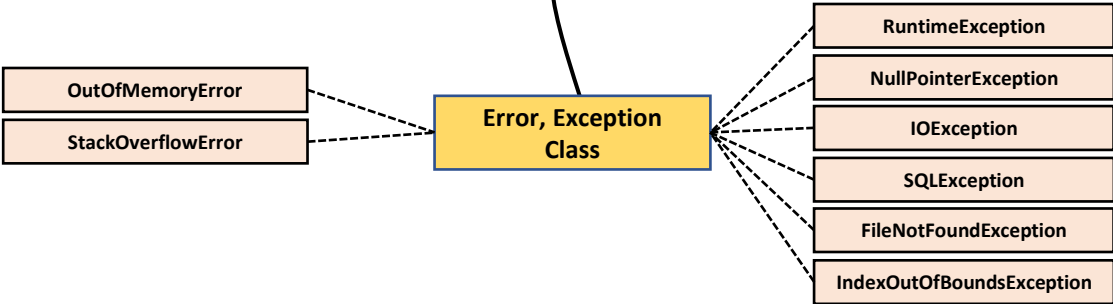 OutOfMemoryError
StackOverflowError
Error, Exception
Class
RuntimeException
NullPointerException
IOException
SQLException
FileNotFoundException
IndexOutOfBoundsException